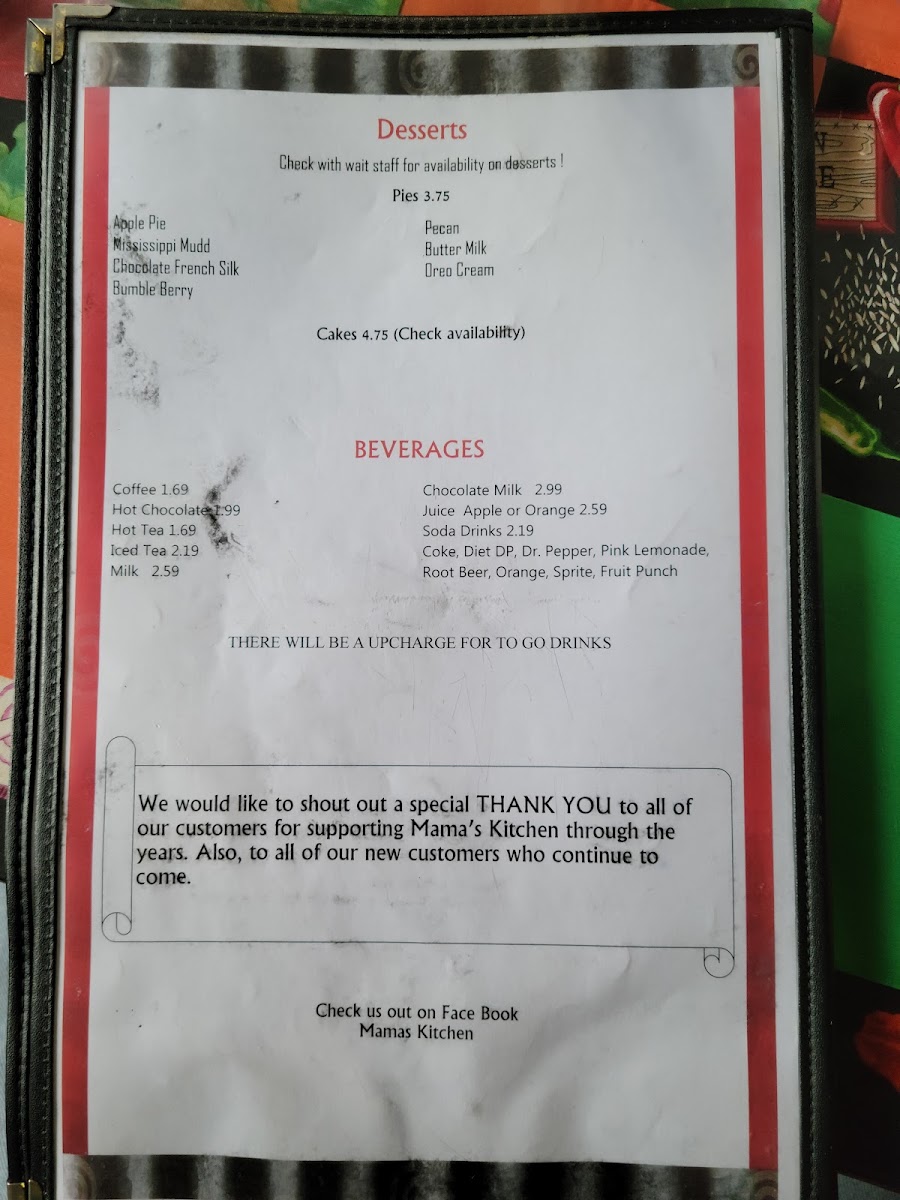 Desserts
Check with wait staff for availability on desserts !
Pies 3.75
Apple Pie
Mississippi Mudd
Chocolate French Silk
Bumble Berry
Pecan
Butter Milk
Oreo Cream
Cakes 4.75 (Check availability)
BEVERAGES
Coffee 1.69
Hot Chocolate 1.99
Hot Tea 1.69
Iced Tea 2.19
Milk 2.59
Chocolate Milk 2.99
Juice Apple or Orange 2.59
Soda Drinks 2.19
Coke, Diet DP, Dr. Pepper, Pink Lemonade,
Root Beer, Orange, Sprite, Fruit Punch
THERE WILL BE A UPCHARGE FOR TO GO DRINKS
We would like to shout out a special THANK YOU to all of
our customers for supporting Mama's Kitchen through the
years. Also, to all of our new customers who continue to
come.
Check us out on Face Book
Mamas Kitchen